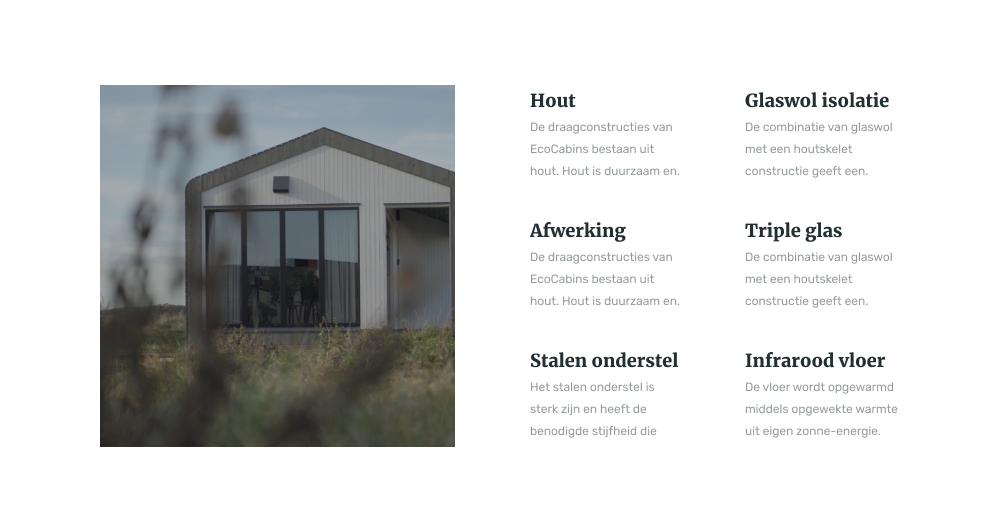 Hout
De draagconstructies van
EcoCabins bestaan uit
hout. Hout is duurzaam en.
Glaswol isolatie
De combinatie van glaswol
met een houtskelet
constructie geeft een.
Afwerking
De draagconstructies van
EcoCabins bestaan uit
hout. Hout is duurzaam en.
Triple glas
De combinatie van glaswol
met een houtskelet
constructie geeft een.
Stalen onderstel
Het stalen onderstel is
sterk zijn en heeft de
benodigde stijfheid die
Infrarood vloer
De vloer wordt opgewarmd
middels opgewekte warmte
uit eigen zonne-energie.